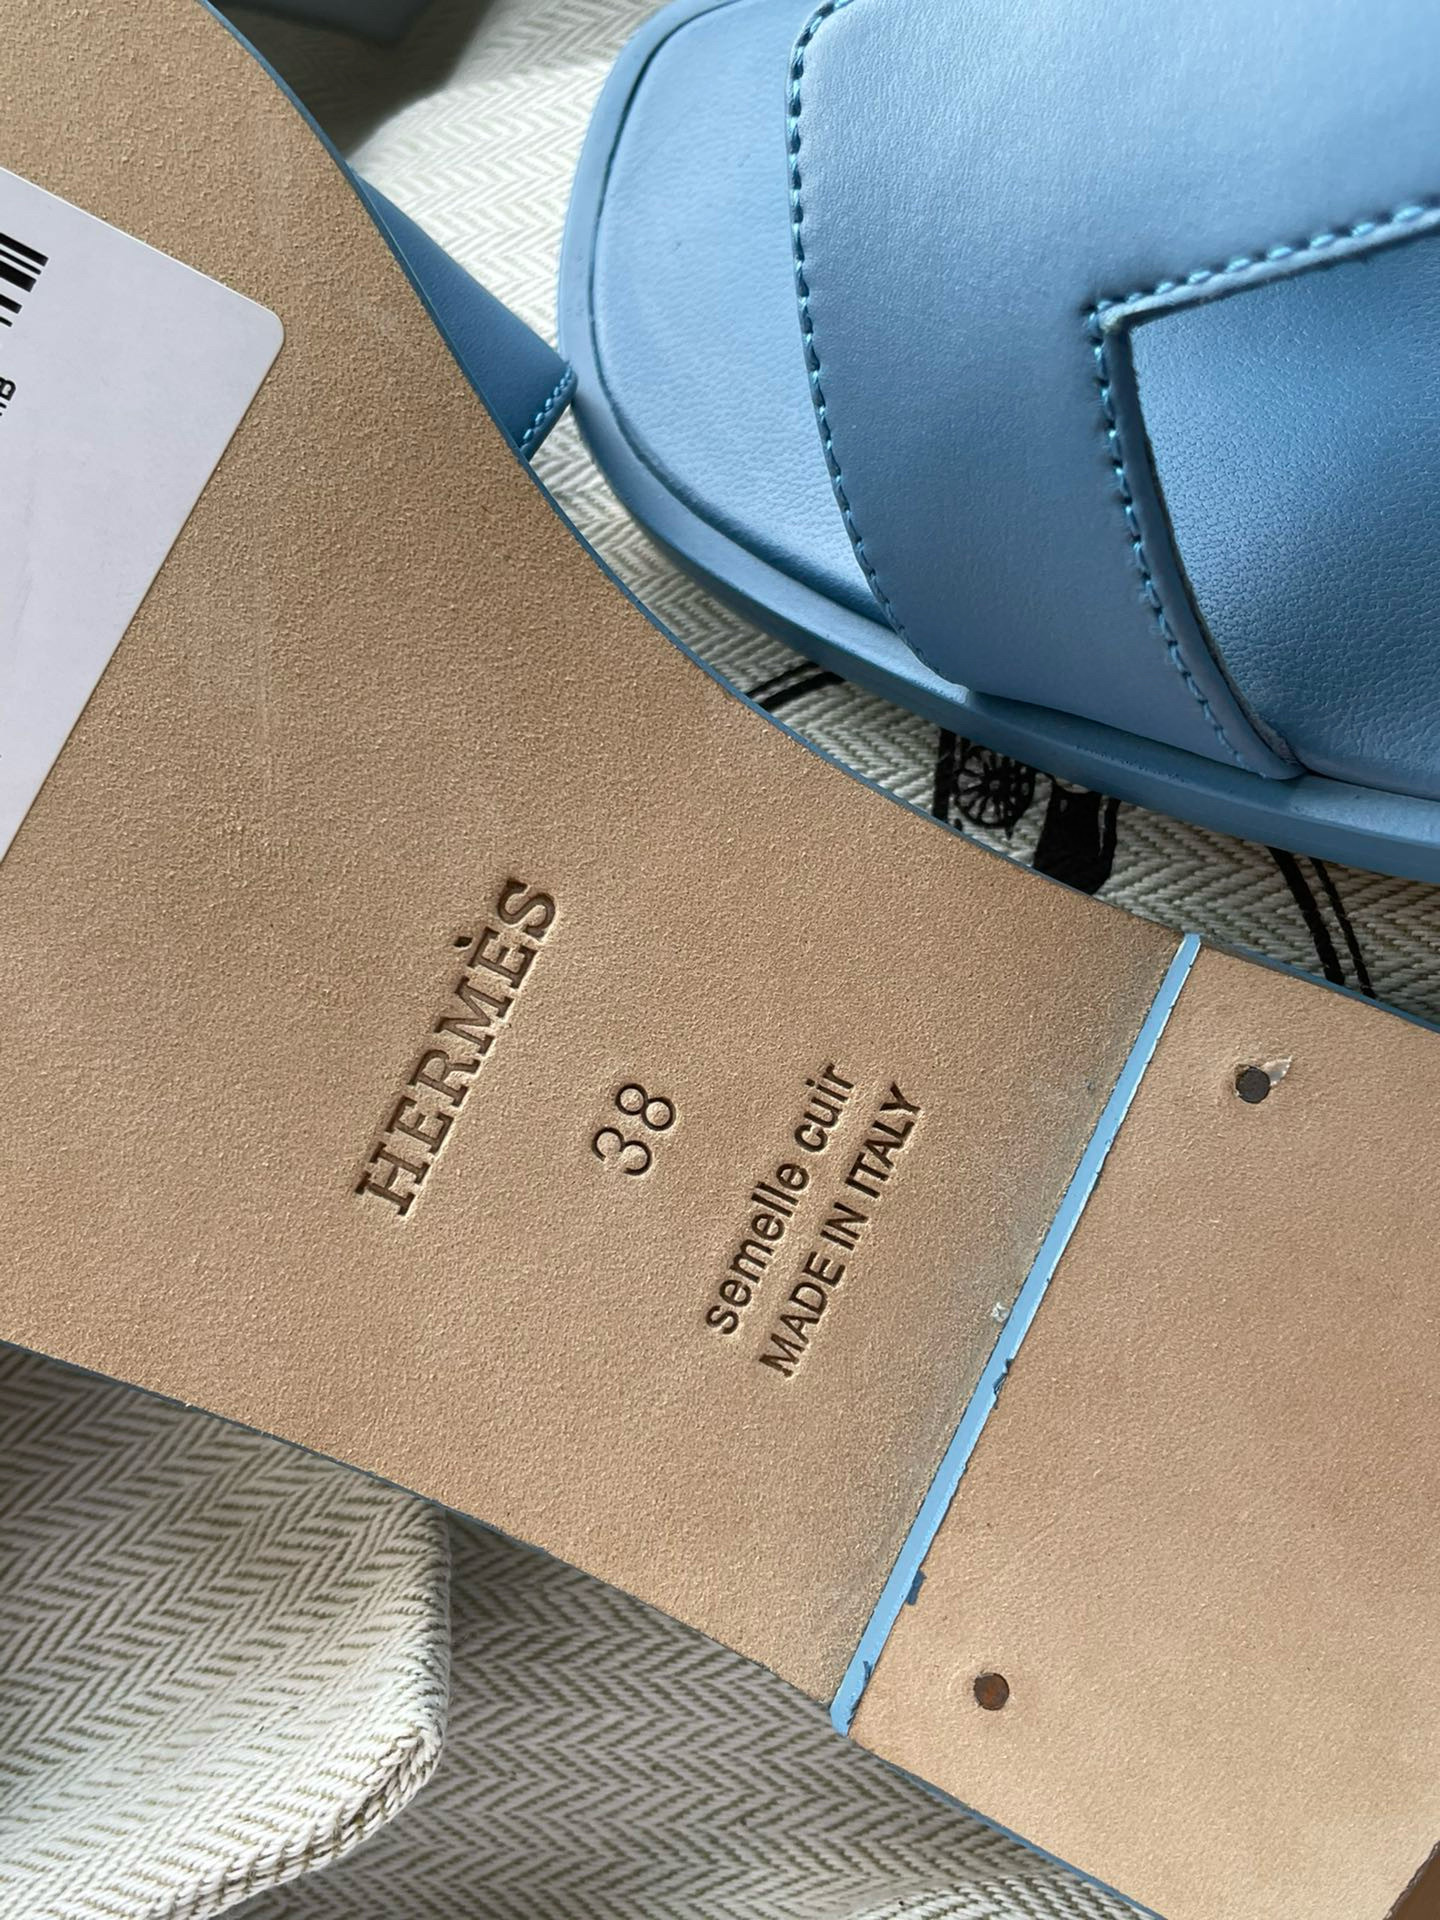 HERMÈS
38
semelle cuir
MADE IN ITALY